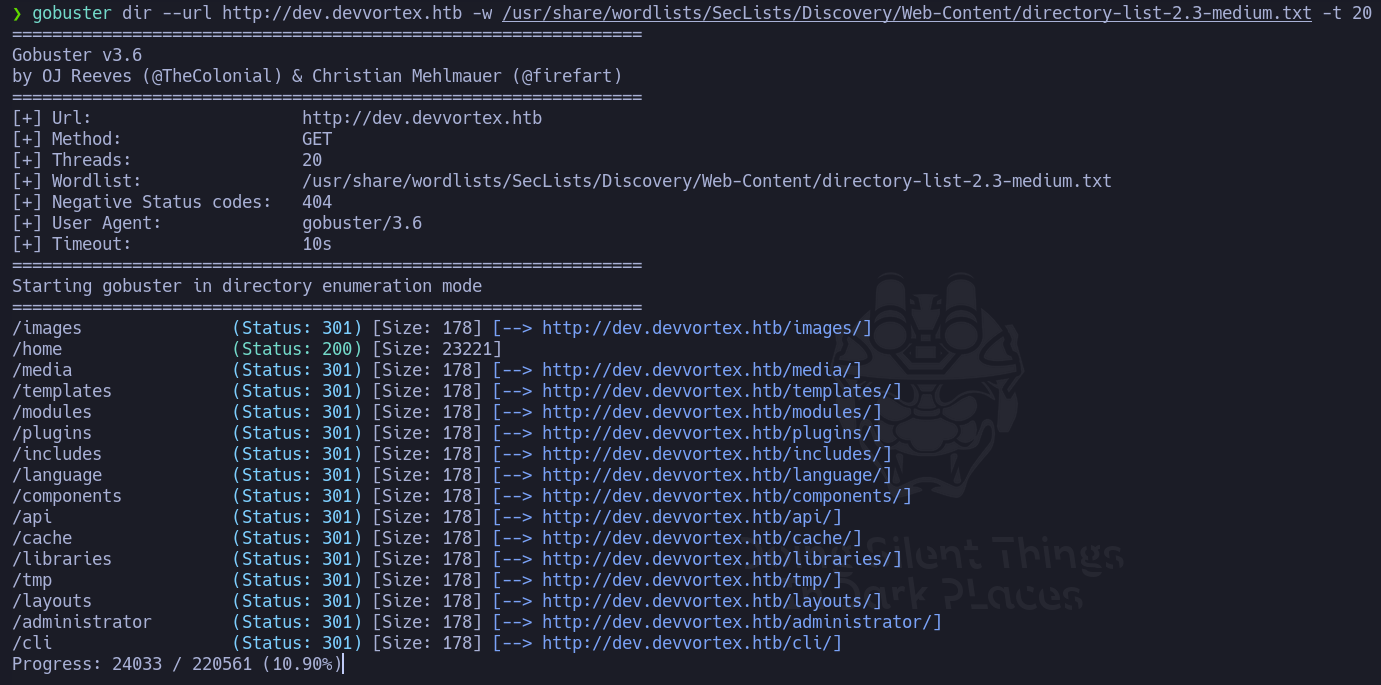 ❯ gobuster dir --url http://dev.devvortex.htb -w /usr/share/wordlists/SecLists/Discovery/Web-Content/directory-list-2.3-medium.txt -t 20
===============================================================
Gobuster v3.6
by OJ Reeves (@TheColonial) & Christian Mehlmauer (@firefart)
===============================================================
[+] Url:                     http://dev.devvortex.htb
[+] Method:                  GET
[+] Threads:                 20
[+] Wordlist:                /usr/share/wordlists/SecLists/Discovery/Web-Content/directory-list-2.3-medium.txt
[+] Negative Status codes:   404
[+] User Agent:              gobuster/3.6
[+] Timeout:                 10s
===============================================================
Starting gobuster in directory enumeration mode
===============================================================
/images               (Status: 301) [Size: 178] [--> http://dev.devvortex.htb/images/]
/home                 (Status: 200) [Size: 23221]
/media                (Status: 301) [Size: 178] [--> http://dev.devvortex.htb/media/]
/templates            (Status: 301) [Size: 178] [--> http://dev.devvortex.htb/templates/]
/modules              (Status: 301) [Size: 178] [--> http://dev.devvortex.htb/modules/]
/plugins              (Status: 301) [Size: 178] [--> http://dev.devvortex.htb/plugins/]
/includes             (Status: 301) [Size: 178] [--> http://dev.devvortex.htb/includes/]
/language             (Status: 301) [Size: 178] [--> http://dev.devvortex.htb/language/]
/components           (Status: 301) [Size: 178] [--> http://dev.devvortex.htb/components/]
/api                  (Status: 301) [Size: 178] [--> http://dev.devvortex.htb/api/]
/cache                (Status: 301) [Size: 178] [--> http://dev.devvortex.htb/cache/]
/libraries            (Status: 301) [Size: 178] [--> http://dev.devvortex.htb/libraries/]
/tmp                  (Status: 301) [Size: 178] [--> http://dev.devvortex.htb/tmp/]
/layouts              (Status: 301) [Size: 178] [--> http://dev.devvortex.htb/layouts/]
/administrator        (Status: 301) [Size: 178] [--> http://dev.devvortex.htb/administrator/]
/cli                  (Status: 301) [Size: 178] [--> http://dev.devvortex.htb/cli/]
Progress: 24033 / 220561 (10.90%)
Silent Things
Dark PLaces